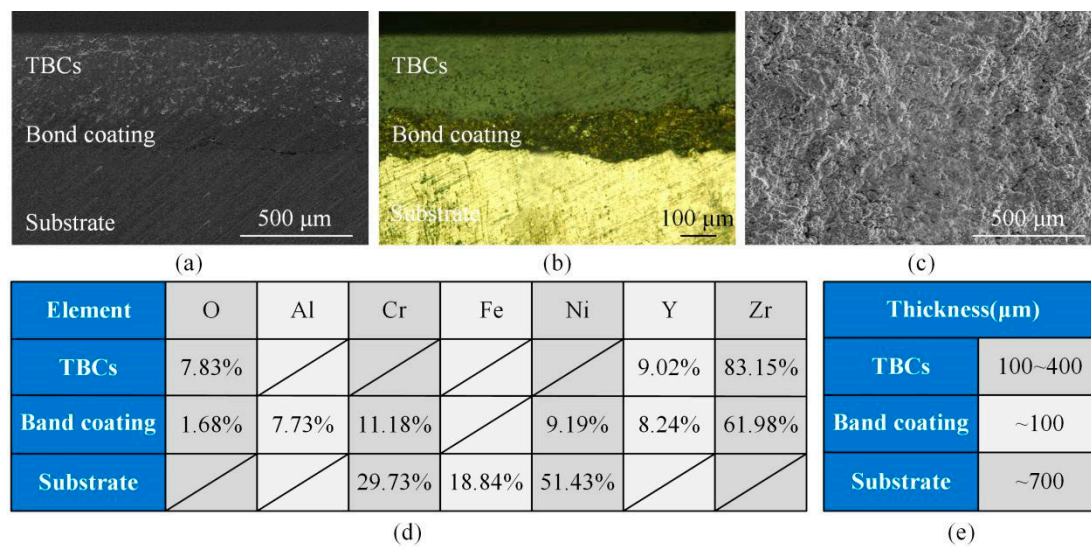 TBCs
Bond coating
Substrate
500 μm
TBCs
Bond coating
Substrate
100 μm
500 μm
(a)
(b)
(c)
Element O Al Cr Fe Ni Y Zr
TBCs 7.83% 9.02% 83.15%
Band coating 1.68% 7.73% 11.18% 9.19% 8.24% 61.98%
Substrate 29.73% 18.84% 51.43%
(d)
Thickness(μm)
TBCs 100~400
Band coating ~100
Substrate ~700
(e)